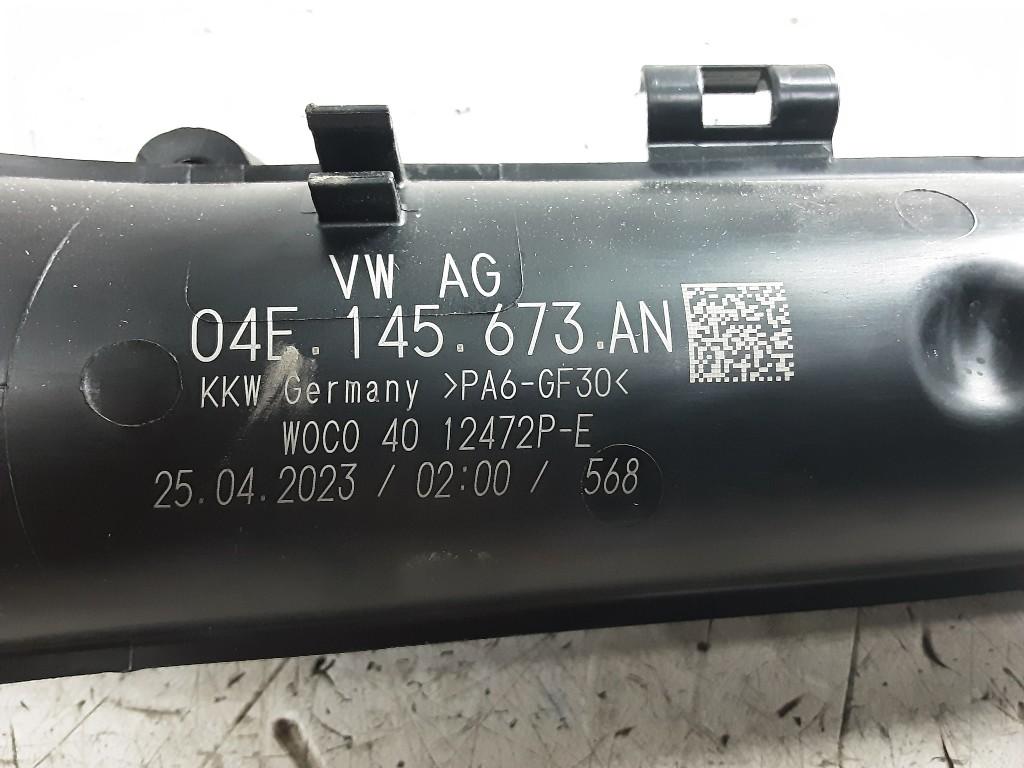 VW AG
04E.145.673.AN
KKW Germany >PA6-GF30<
WOCO 40 12472P-E
25.04.2023 / 02:00 / 568